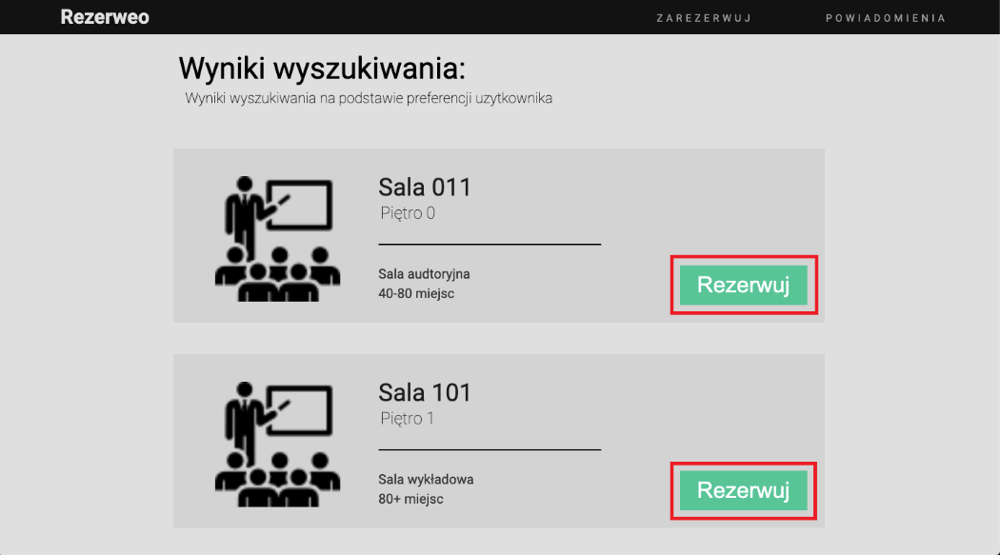 Rezerweo
ZAREZERWUJ
POWIADOMIENIA
Wyniki wyszukiwania:
Wyniki wyszukiwania na podstawie preferencji uzytkownika
Sala 011
Piętro 0
Sala audtoryjna
40-80 miejsc
Rezerwuj
Sala 101
Piętro 1
Sala wykładowa
80+ miejsc
Rezerwuj